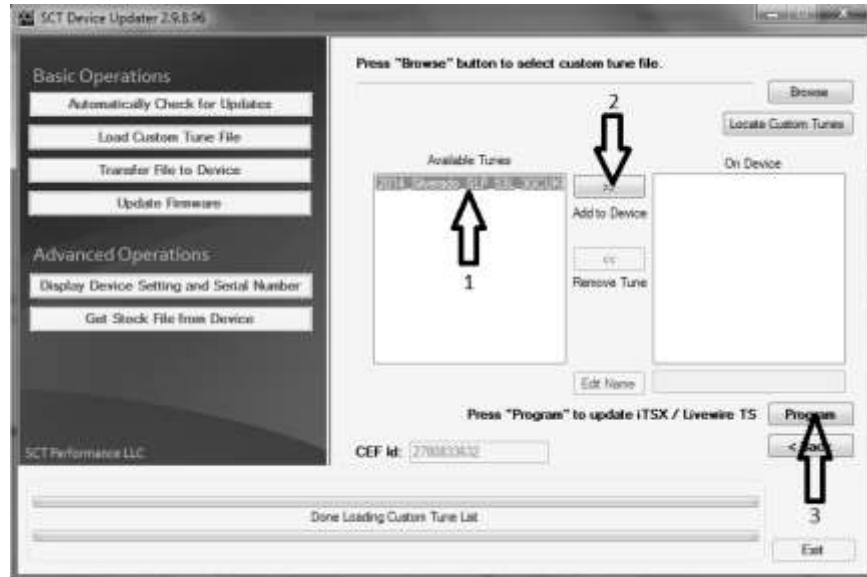 SCT Device Updater 2.9.8.96
Basic Operations
Automatically Check for Updates
Load Custom Tune File
Transfer File to Device
Update Firmware
Advanced Operations
Display Device Setting and Serial Number
Get Stock File from Device
SCT Performance LLC
Press "Browse" button to select custom tune file.
Browse
2
Locate Custom Tunes
Available Tunes
On Device
>>
Add to Device
<<
Remove Tune
1
Edit Name
Press "Program" to update iTSX / Livewire TS
Program
CEF Id:
< Back
3
Done Loading Custom Tune List
Exit